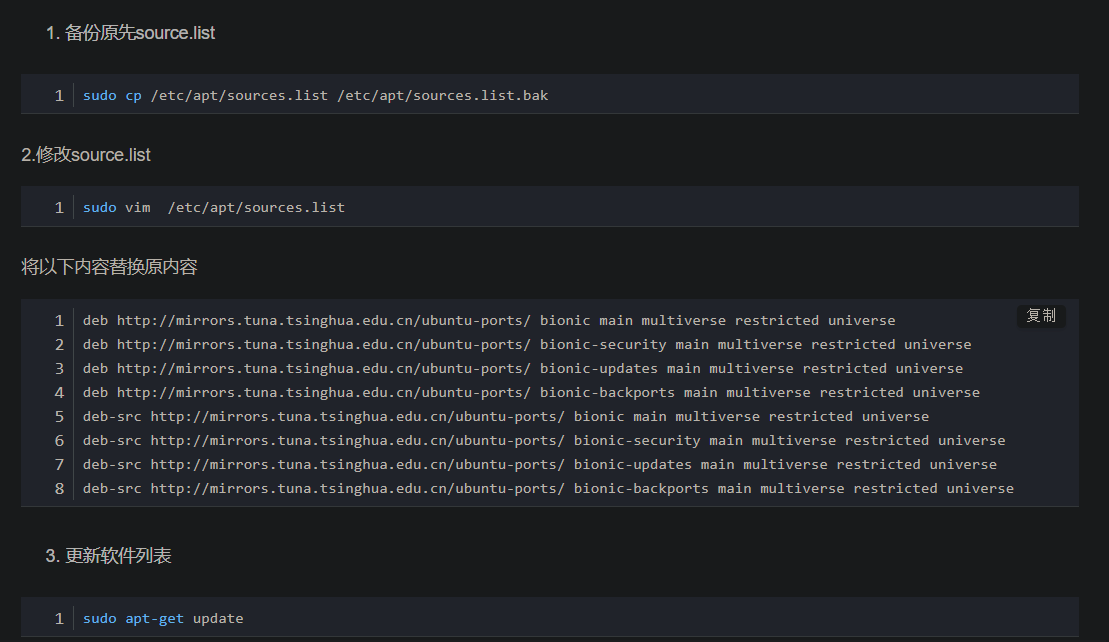 1. 备份原先source.list
1 sudo cp /etc/apt/sources.list /etc/apt/sources.list.bak
2.修改source.list
1 sudo vim  /etc/apt/sources.list
将以下内容替换原内容
复制
1 deb http://mirrors.tuna.tsinghua.edu.cn/ubuntu-ports/ bionic main multiverse restricted universe
2 deb http://mirrors.tuna.tsinghua.edu.cn/ubuntu-ports/ bionic-security main multiverse restricted universe
3 deb http://mirrors.tuna.tsinghua.edu.cn/ubuntu-ports/ bionic-updates main multiverse restricted universe
4 deb http://mirrors.tuna.tsinghua.edu.cn/ubuntu-ports/ bionic-backports main multiverse restricted universe
5 deb-src http://mirrors.tuna.tsinghua.edu.cn/ubuntu-ports/ bionic main multiverse restricted universe
6 deb-src http://mirrors.tuna.tsinghua.edu.cn/ubuntu-ports/ bionic-security main multiverse restricted universe
7 deb-src http://mirrors.tuna.tsinghua.edu.cn/ubuntu-ports/ bionic-updates main multiverse restricted universe
8 deb-src http://mirrors.tuna.tsinghua.edu.cn/ubuntu-ports/ bionic-backports main multiverse restricted universe
3. 更新软件列表
1 sudo apt-get update